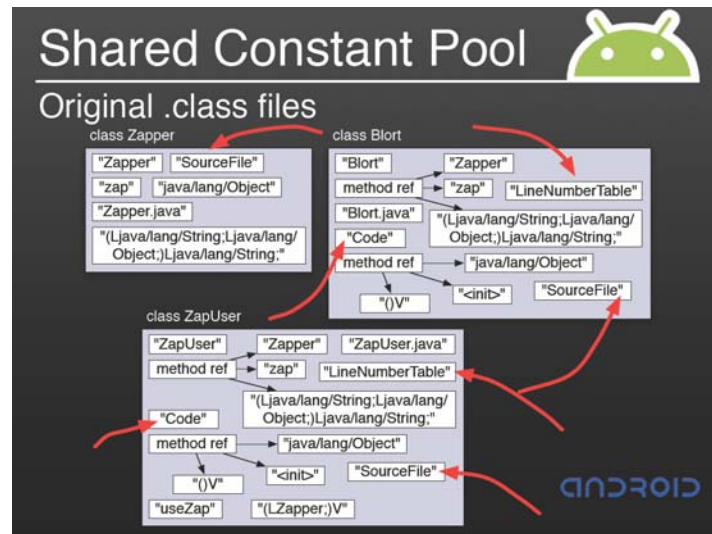 Shared Constant Pool
Original .class files
class Zapper
"Zapper" "SourceFile"
"zap" "java/lang/Object"
"Zapper.java"
"(Ljava/lang/String;Ljava/lang/
Object;)Ljava/lang/String;"
class Blort
"Blort" "Zapper"
method ref "zap" "LineNumberTable"
"Blort.java"
"(Ljava/lang/String;Ljava/lang/
Object;)Ljava/lang/String;"
"Code"
method ref "java/lang/Object"
"()V" "<init>" "SourceFile"
class ZapUser
"ZapUser" "Zapper" "ZapUser.java"
method ref "zap" "LineNumberTable"
"(Ljava/lang/String;Ljava/lang/
Object;)Ljava/lang/String;"
"Code"
method ref "java/lang/Object"
"()V" "<init>" "SourceFile"
"useZap" "(LZapper;)V"
ANDROID